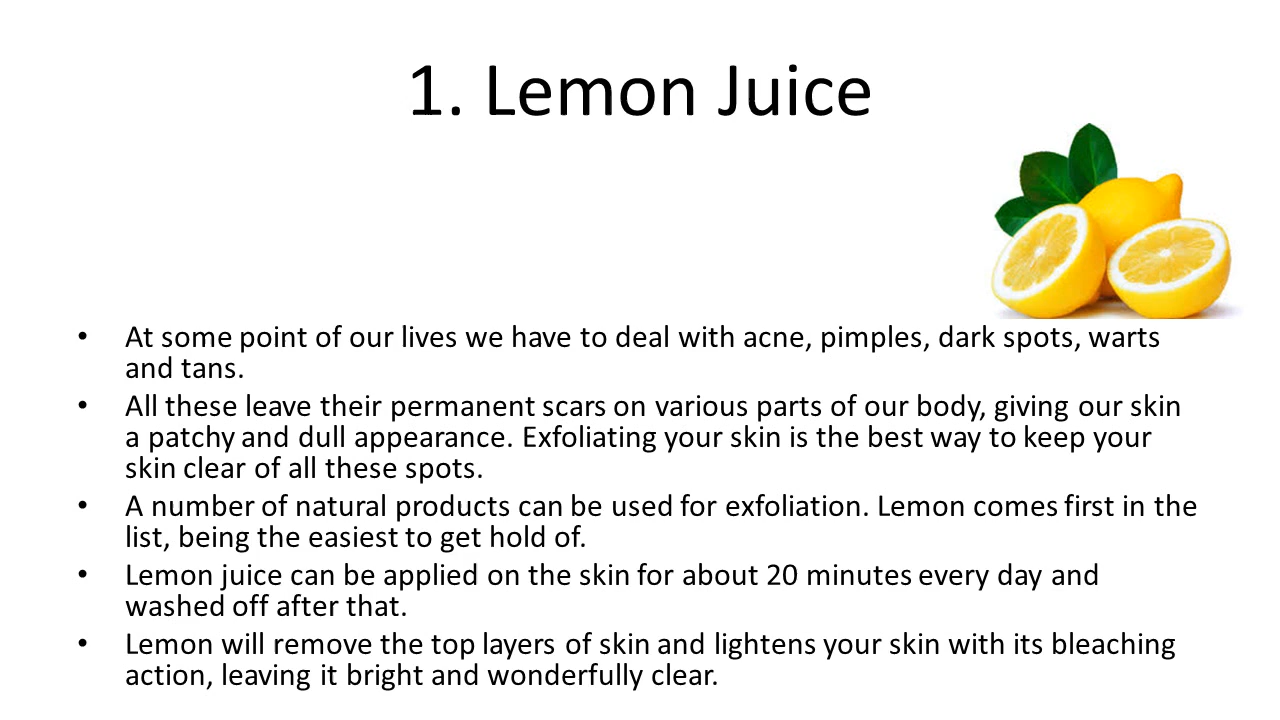 1. Lemon Juice
• At some point of our lives we have to deal with acne, pimples, dark spots, warts
and tans.
• All these leave their permanent scars on various parts of our body, giving our skin
a patchy and dull appearance. Exfoliating your skin is the best way to keep your
skin clear of all these spots.
• A number of natural products can be used for exfoliation. Lemon comes first in the
list, being the easiest to get hold of.
• Lemon juice can be applied on the skin for about 20 minutes every day and
washed off after that.
• Lemon will remove the top layers of skin and lightens your skin with its bleaching
action, leaving it bright and wonderfully clear.